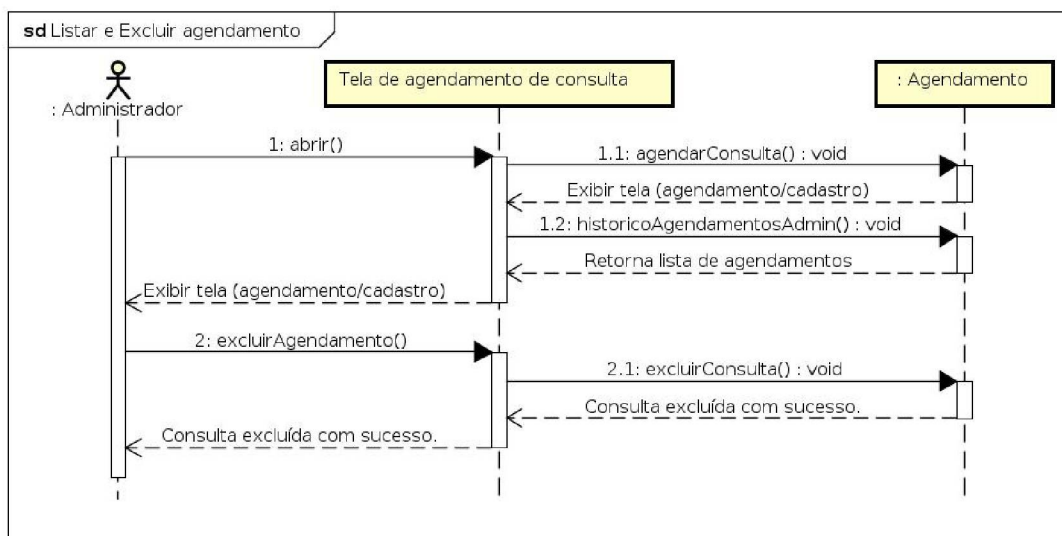 sd Listar e Excluir agendamento
: Administrador
Tela de agendamento de consulta
: Agendamento
1: abrir()
1.1: agendarConsulta() : void
Exibir tela (agendamento/cadastro)
1.2: historicoAgendamentosAdmin() : void
Retorna lista de agendamentos
Exibir tela (agendamento/cadastro)
2: excluirAgendamento()
2.1: excluirConsulta() : void
Consulta excluída com sucesso.
Consulta excluída com sucesso.